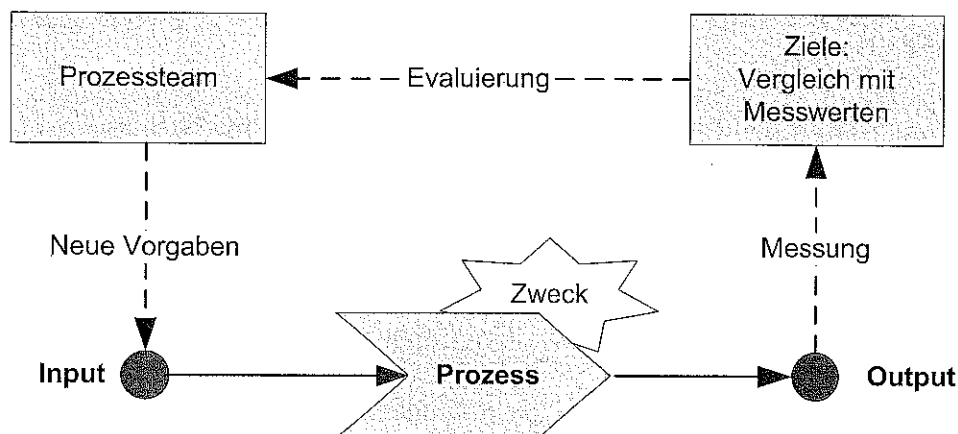 Prozessteam
Evaluierung
Ziele:
Vergleich mit
Messwerten
Neue Vorgaben
Messung
Zweck
Input
Prozess
Output